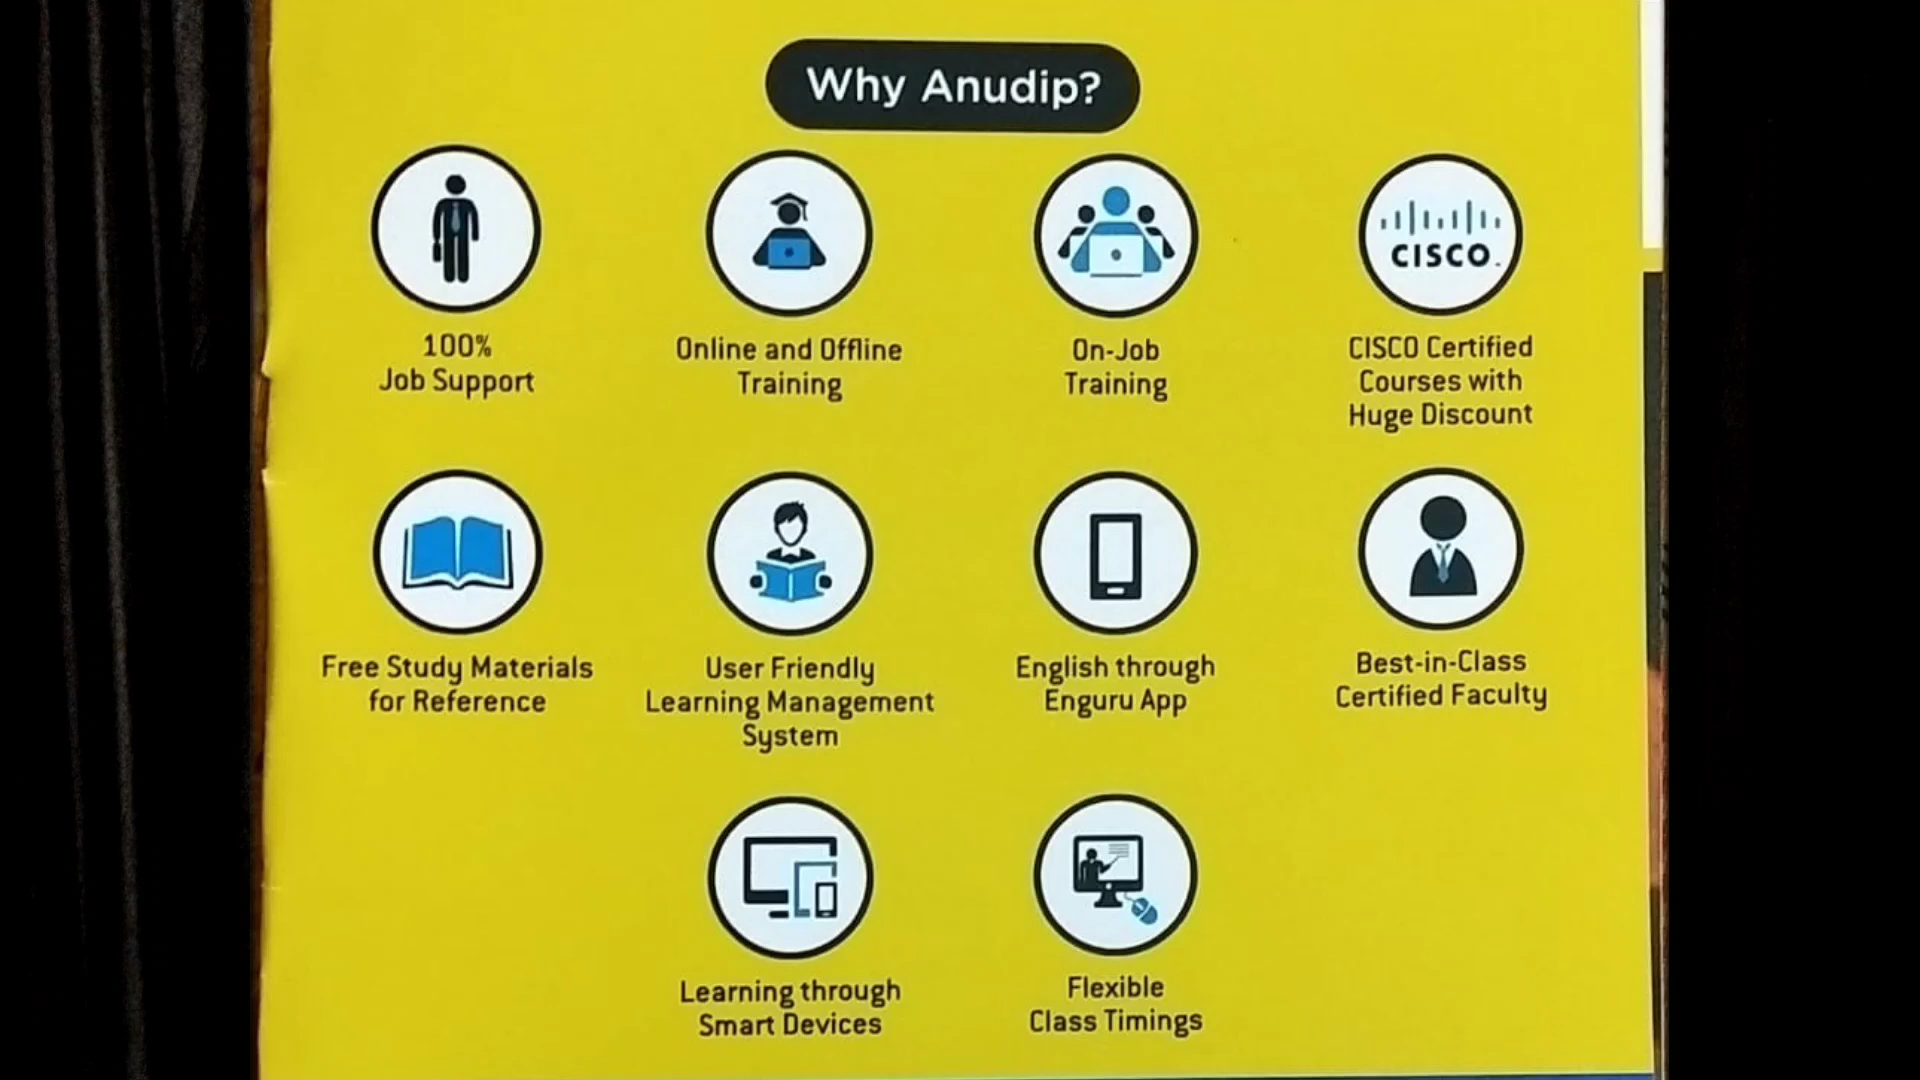 Why Anudip?
CISCO.
100%
Job Support
Online and Offline
Training
On-Job
Training
CISCO Certified
Courses with
Huge Discount
Free Study Materials
for Reference
User Friendly
Learning Management
System
English through
Enguru App
Best-in-Class
Certified Faculty
Learning through
Smart Devices
Flexible
Class Timings